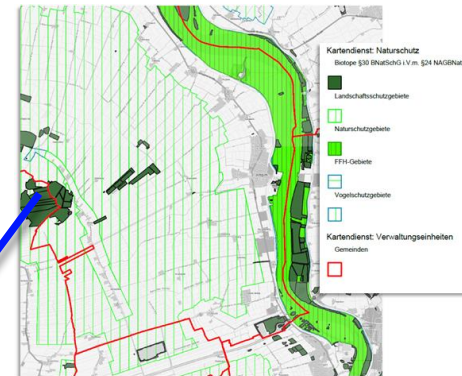 Kartendienst: Naturschutz
Biotope §30 BNatSchG i.V.m. §24 NAGBNat
Landschaftsschutzgebiete
Naturschutzgebiete
FFH-Gebiete
Vogelschutzgebiete
Kartendienst: Verwaltungseinheiten
Gemeinden